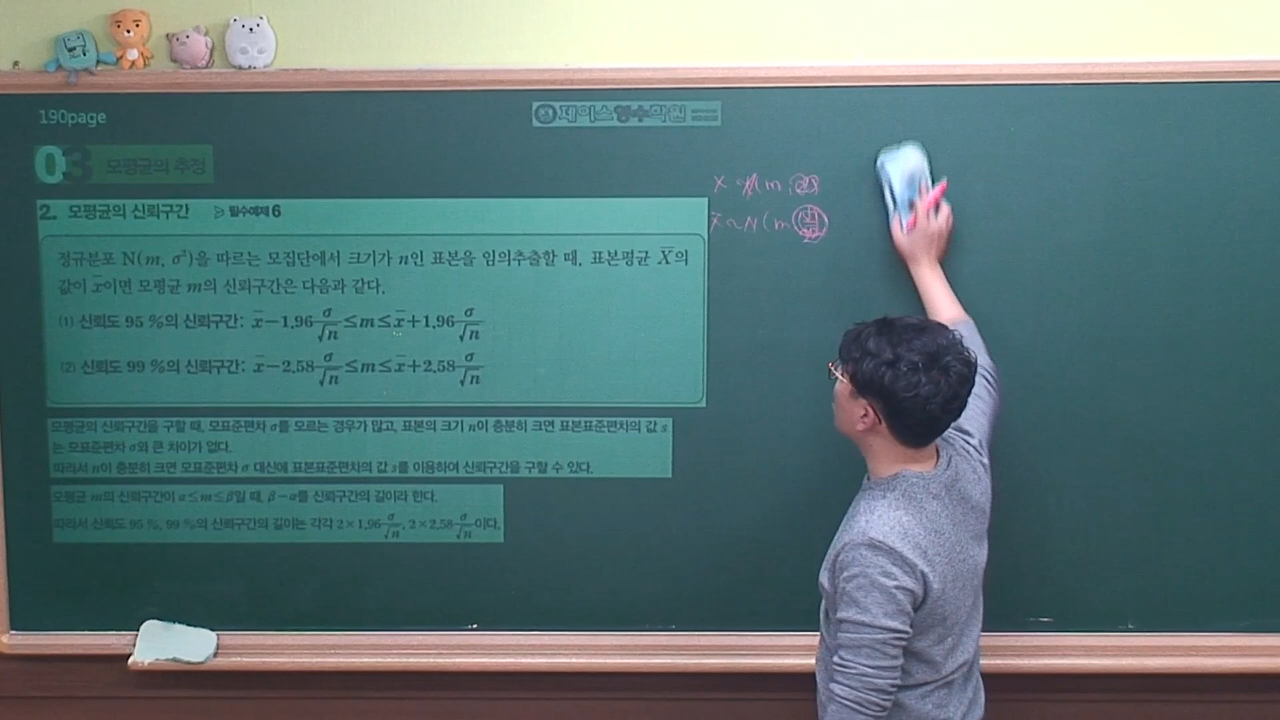 190page
제이스영수학원
03 모평균의 추정
2. 모평균의 신뢰구간 ▷ 필수예제 6
정규분포 N(m, σ²)을 따르는 모집단에서 크기가 n인 표본을 임의추출할 때, 표본평균 X̄의
값이 x̄이면 모평균 m의 신뢰구간은 다음과 같다.
(1) 신뢰도 95 %의 신뢰구간: x̄−1.96 σ/√n ≤m≤ x̄+1.96 σ/√n
(2) 신뢰도 99 %의 신뢰구간: x̄−2.58 σ/√n ≤m≤ x̄+2.58 σ/√n
모평균의 신뢰구간을 구할 때, 모표준편차 σ를 모르는 경우가 많고, 표본의 크기 n이 충분히 크면 표본표준편차의 값 s
는 모표준편차 σ와 큰 차이가 없다.
따라서 n이 충분히 크면 모표준편차 σ 대신에 표본표준편차의 값 s를 이용하여 신뢰구간을 구할 수 있다.
모평균 m의 신뢰구간이 α≤m≤β일 때, β−α를 신뢰구간의 길이라 한다.
따라서 신뢰도 95 %, 99 %의 신뢰구간의 길이는 각각 2×1.96 σ/√n, 2×2.58 σ/√n이다.
X ~ N(m,
X̄ ~ N(m